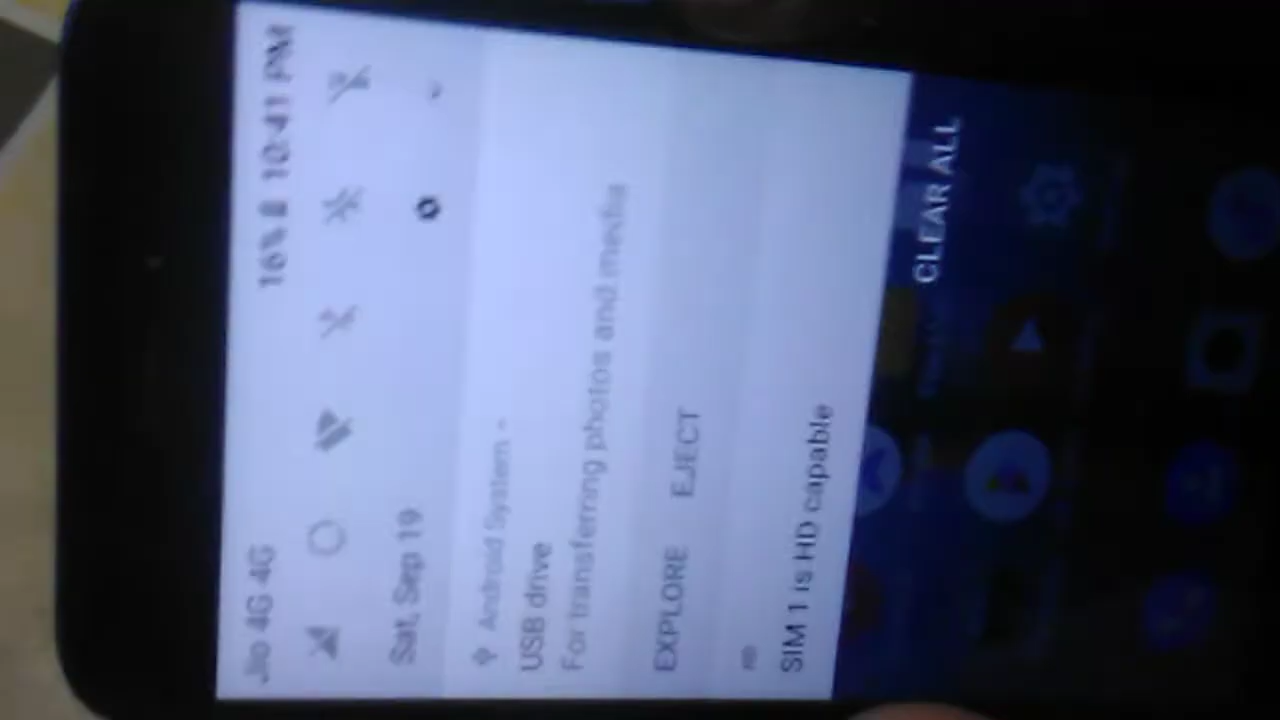 Jio 4G 4G 16% 10:41 PM
Sat, Sep 19
Android System
USB drive
For transferring photos and media
EXPLORE EJECT
SIM 1 is HD capable
CLEAR ALL